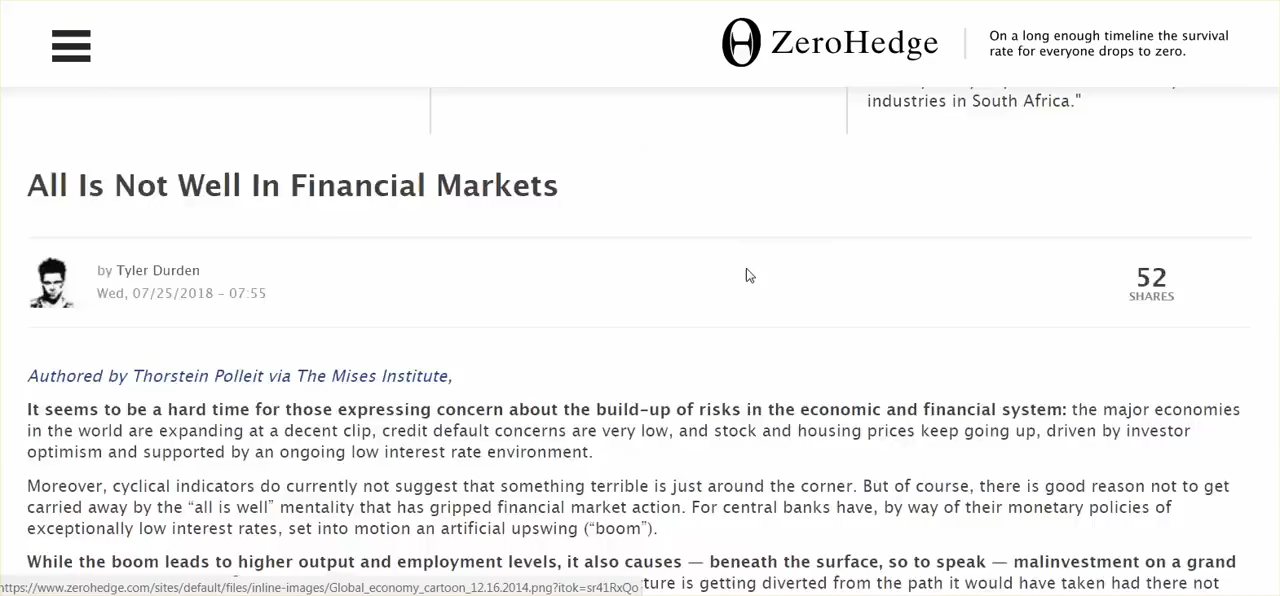 ZeroHedge
On a long enough timeline the survival
rate for everyone drops to zero.
industries in South Africa."
All Is Not Well In Financial Markets
by Tyler Durden
Wed, 07/25/2018 - 07:55
52
SHARES
Authored by Thorstein Polleit via The Mises Institute,
It seems to be a hard time for those expressing concern about the build-up of risks in the economic and financial system: the major economies
in the world are expanding at a decent clip, credit default concerns are very low, and stock and housing prices keep going up, driven by investor
optimism and supported by an ongoing low interest rate environment.
Moreover, cyclical indicators do currently not suggest that something terrible is just around the corner. But of course, there is good reason not to get
carried away by the “all is well” mentality that has gripped financial market action. For central banks have, by way of their monetary policies of
exceptionally low interest rates, set into motion an artificial upswing (“boom”).
While the boom leads to higher output and employment levels, it also causes — beneath the surface, so to speak — malinvestment on a grand
ture is getting diverted from the path it would have taken had there not
https://www.zerohedge.com/sites/default/files/inline-images/Global_economy_cartoon_12.16.2014.png?itok=sr41RxQo